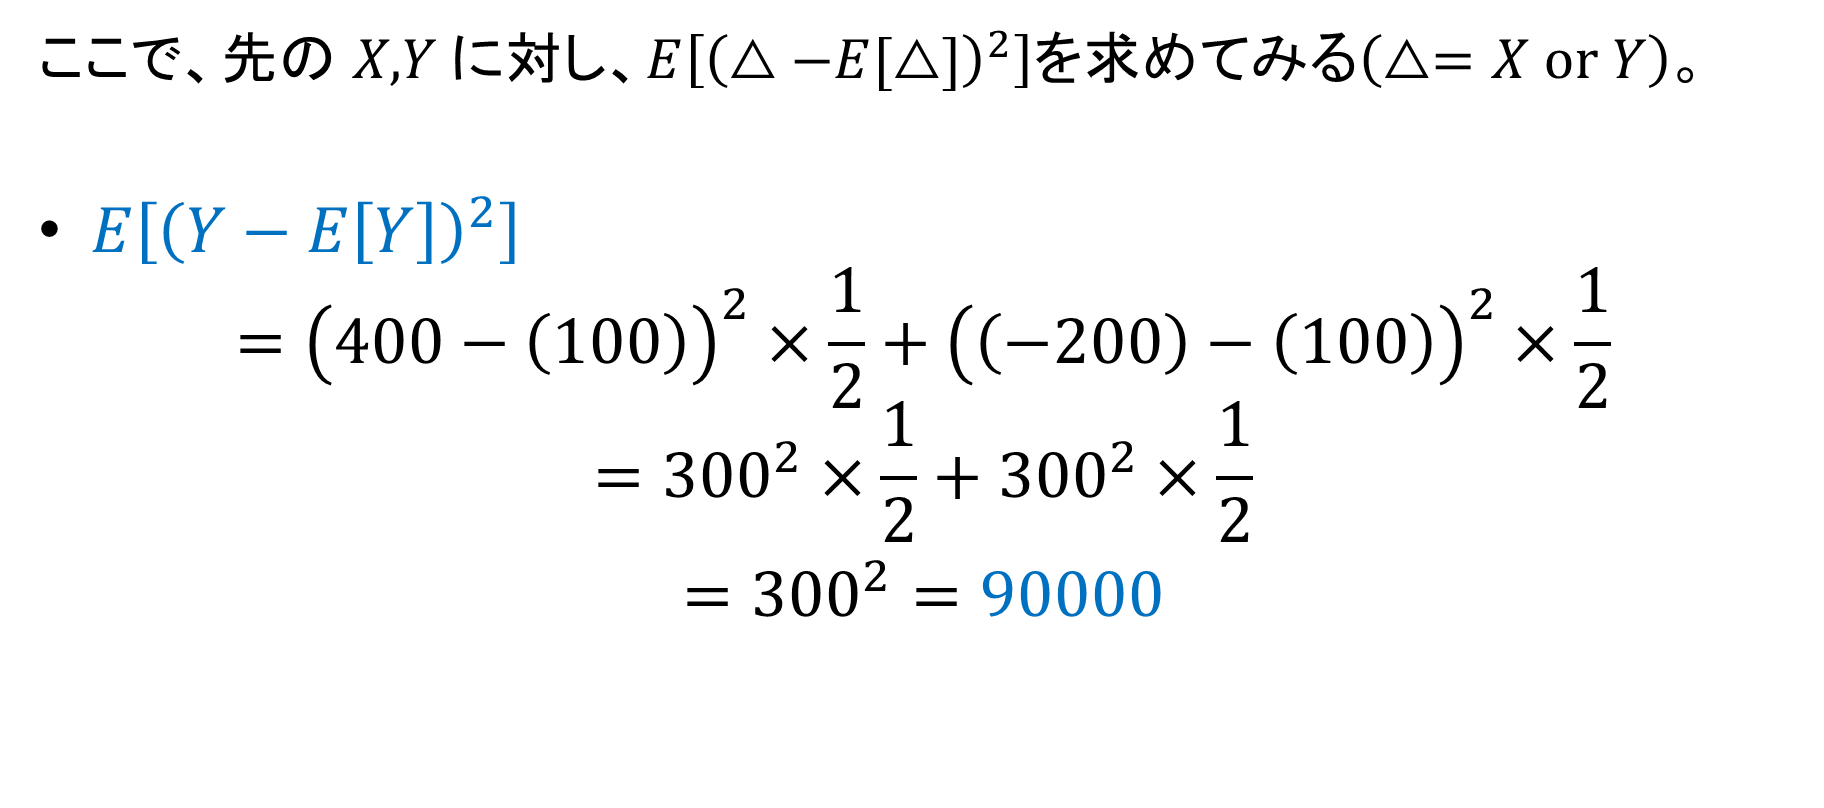 ここで、先の X,Y に対し、E[(△ −E[△])²]を求めてみる(△= X or Y)。
• E[(Y − E[Y])²]
= (400 − (100))² × 1/2 + ((−200) − (100))² × 1/2
= 300² × 1/2 + 300² × 1/2
= 300² = 90000